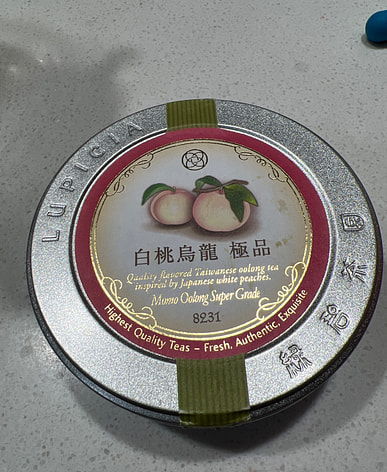 LUPICIA
白桃烏龍 極品
Quality flavored Taiwanese oolong tea
inspired by Japanese white peaches.
Momo Oolong Super Grade
8231
Highest Quality Teas – Fresh, Authentic, Exquisite